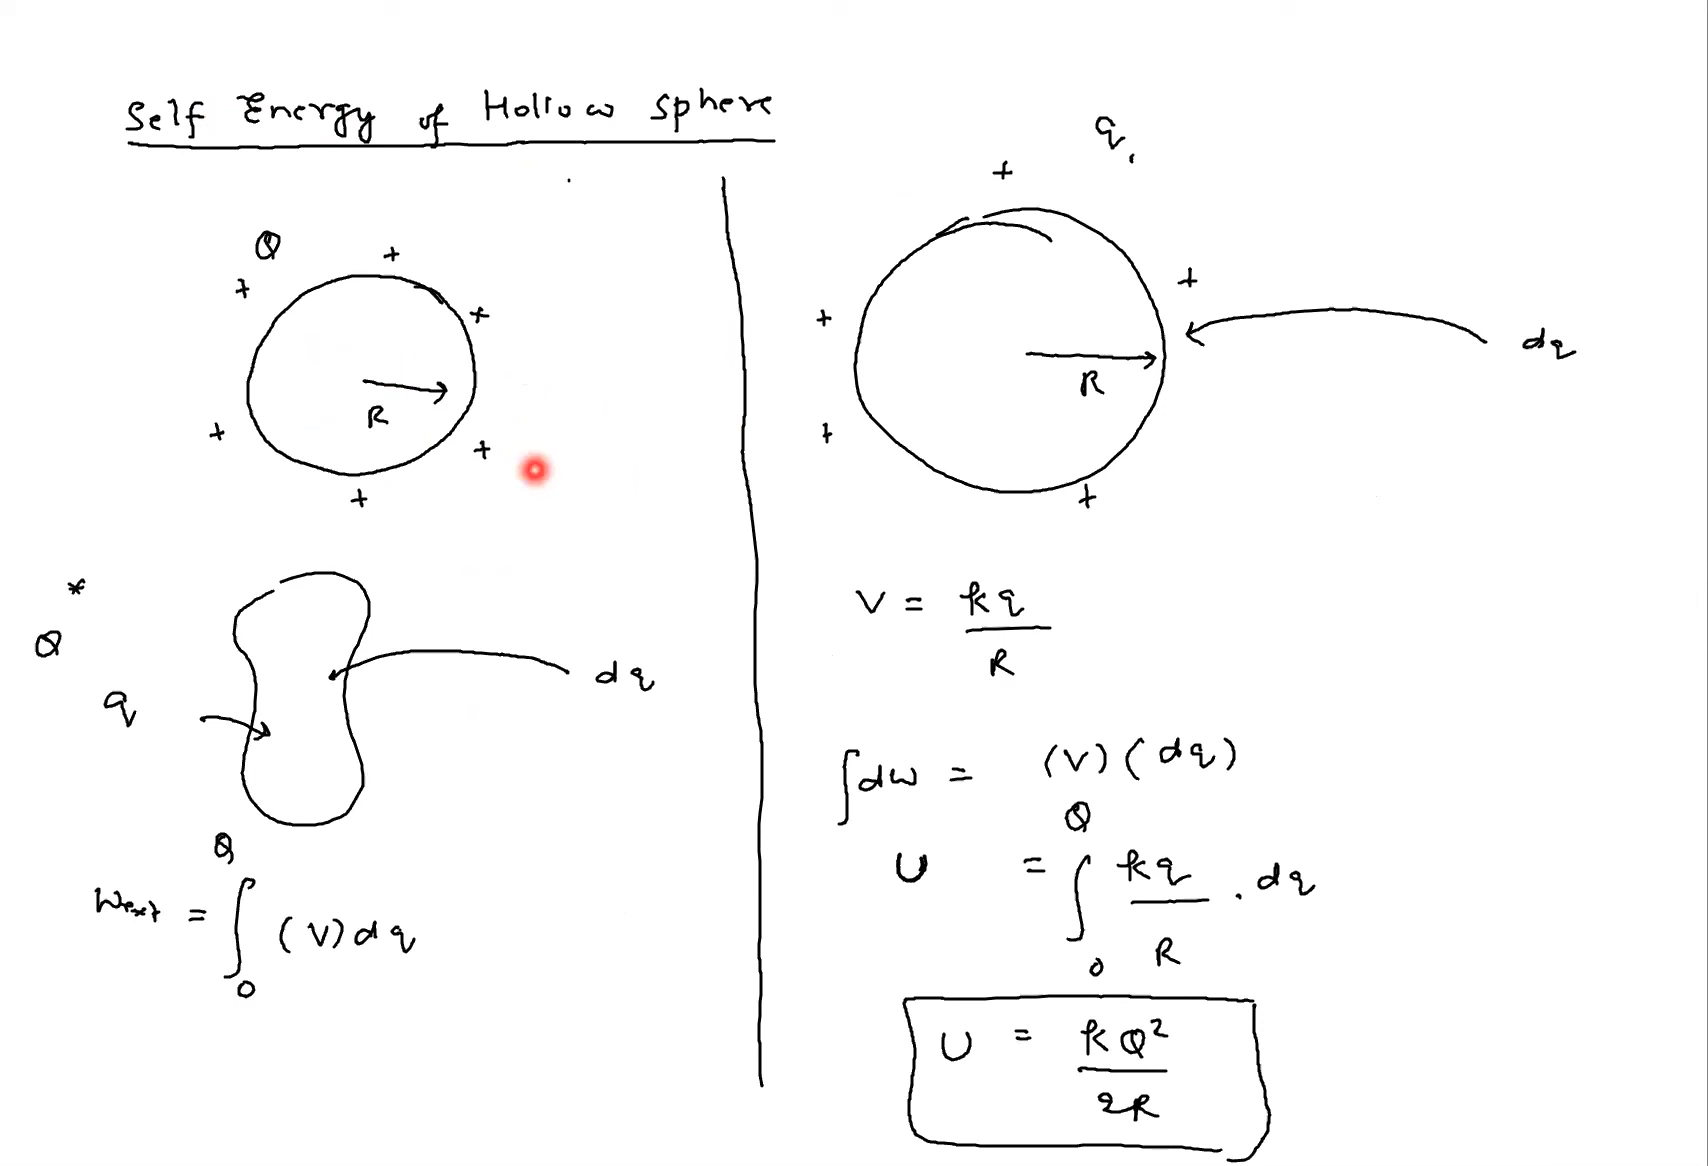 Self Energy of Hollow sphere
Q
+ + + + + +
R
*
Q
q
dq
Wext = ∫₀^Q (V) dq
q
+ + + + +
dq
R
V = kq/R
∫dw = (V) (dq)
U = ∫₀^Q kq/R . dq
U = kQ²/2R